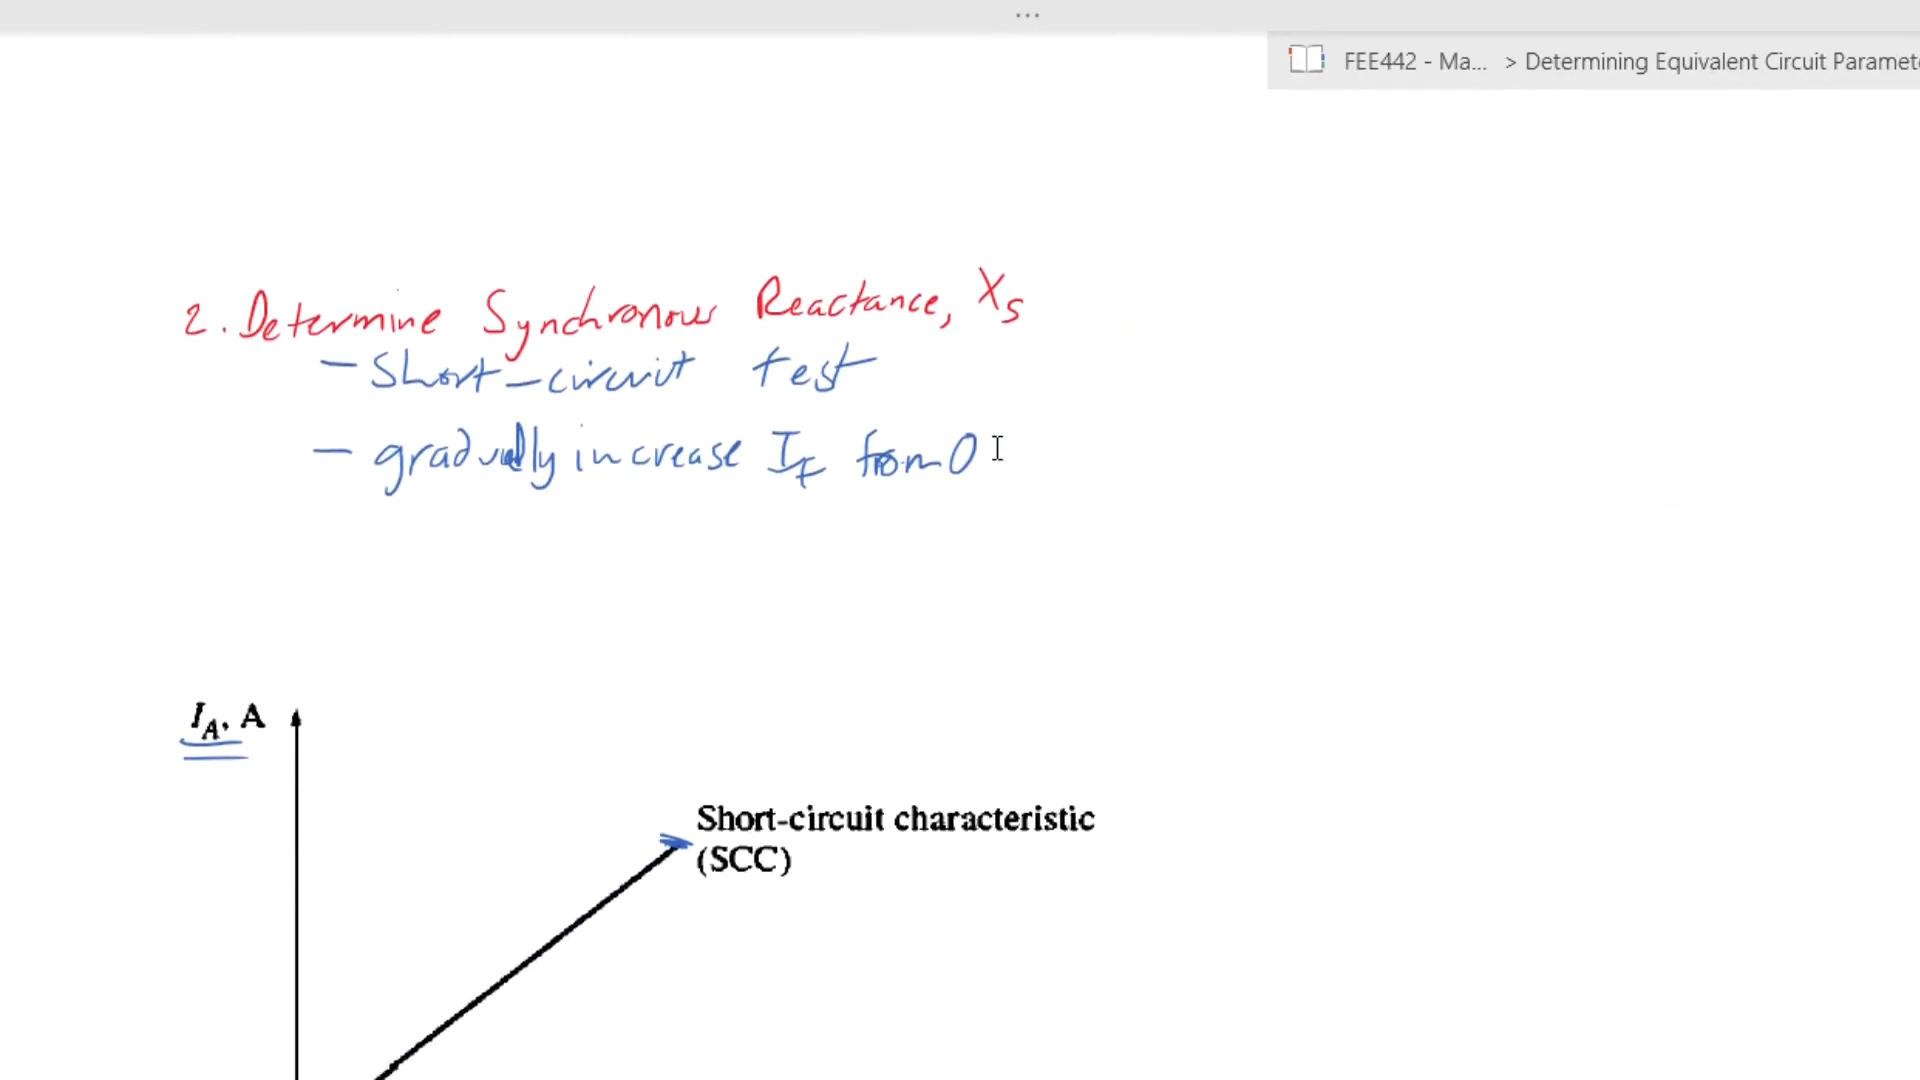 ...
FEE442 - Ma... > Determining Equivalent Circuit Paramet
2. Determine Synchronous Reactance, Xs
- Short-circuit test
- gradually increase IF from 0
IA, A
Short-circuit characteristic
(SCC)